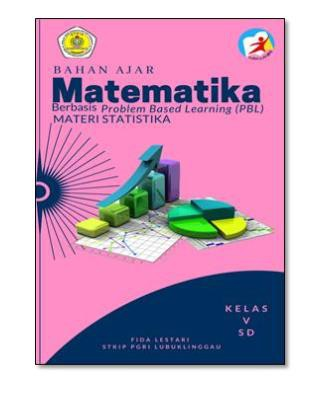 BAHAN AJAR
Matematika
Berbasis Problem Based Learning (PBL)
MATERI STATISTIKA
KELAS
V
SD
FIDA LESTARI
STKIP PGRI LUBUKLINGGAU